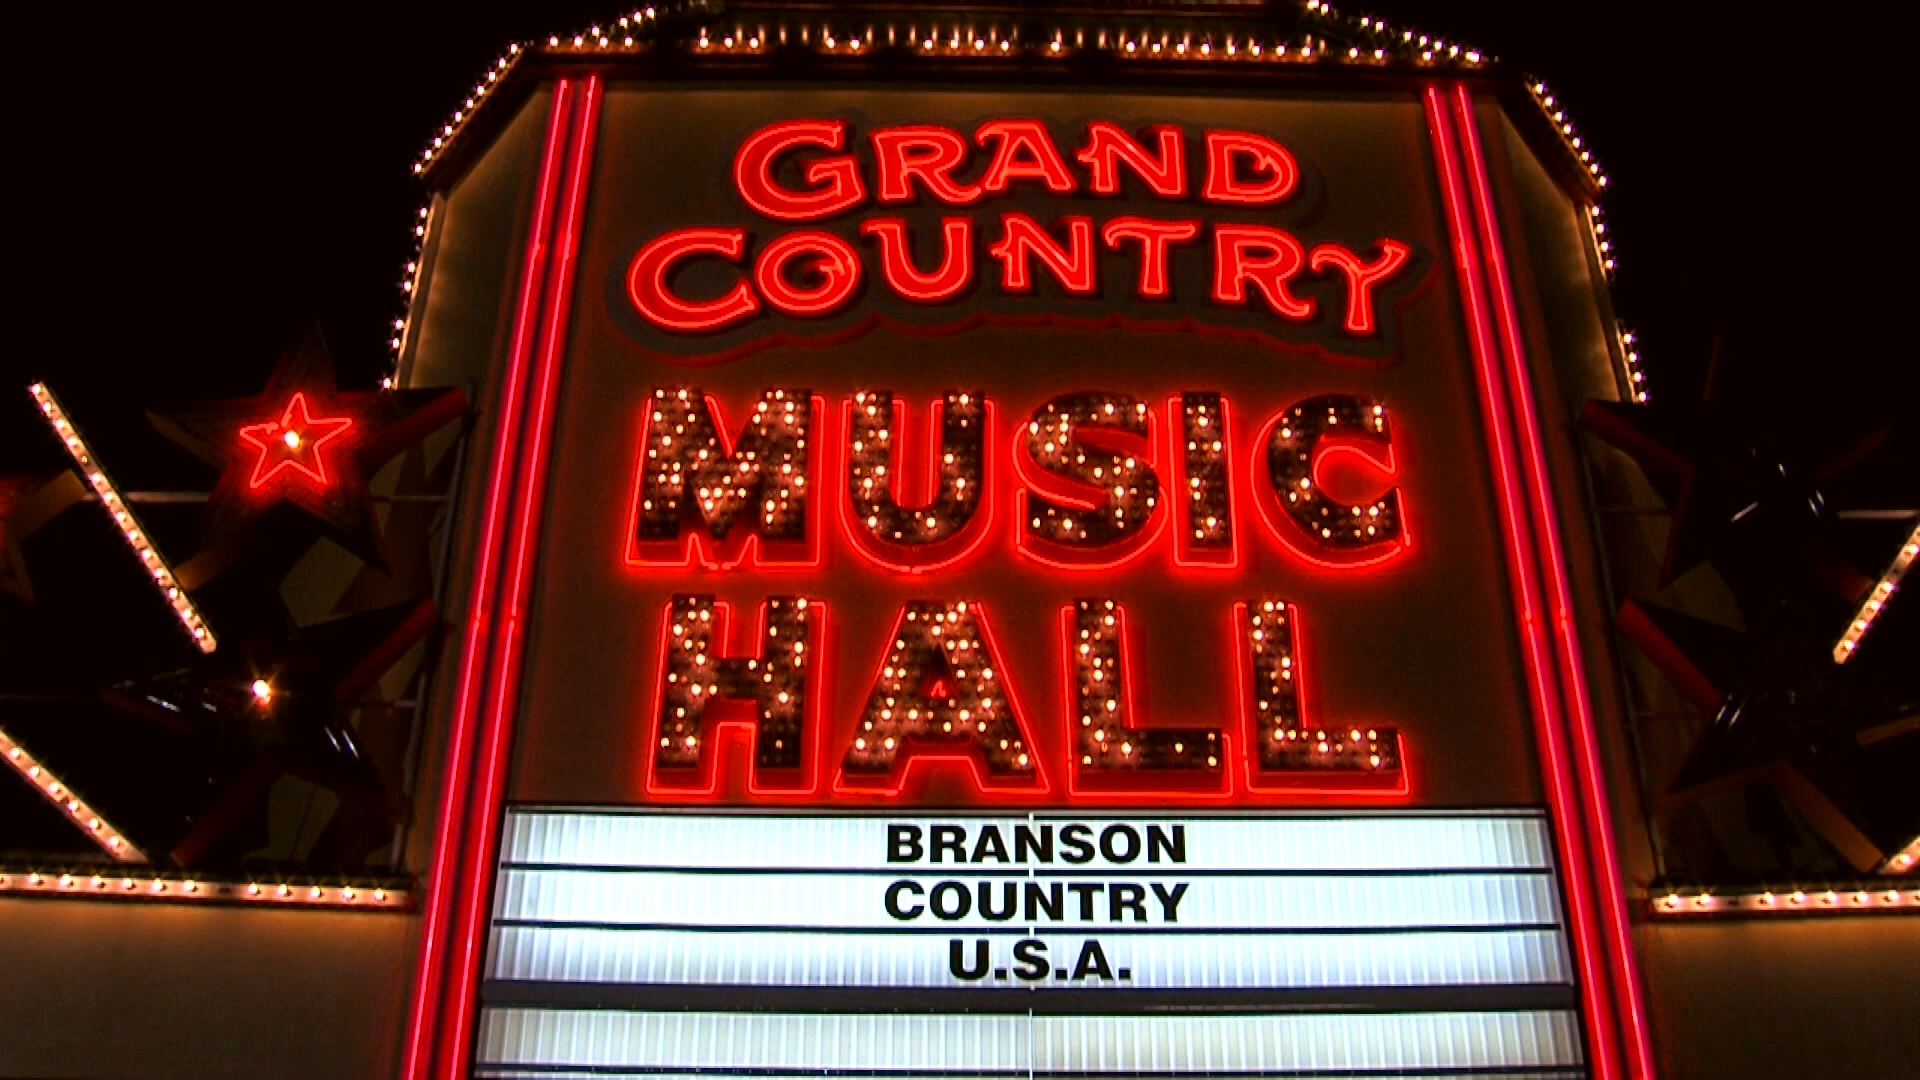 GRAND
COUNTRY
MUSIC
HALL
BRANSON
COUNTRY
U.S.A.